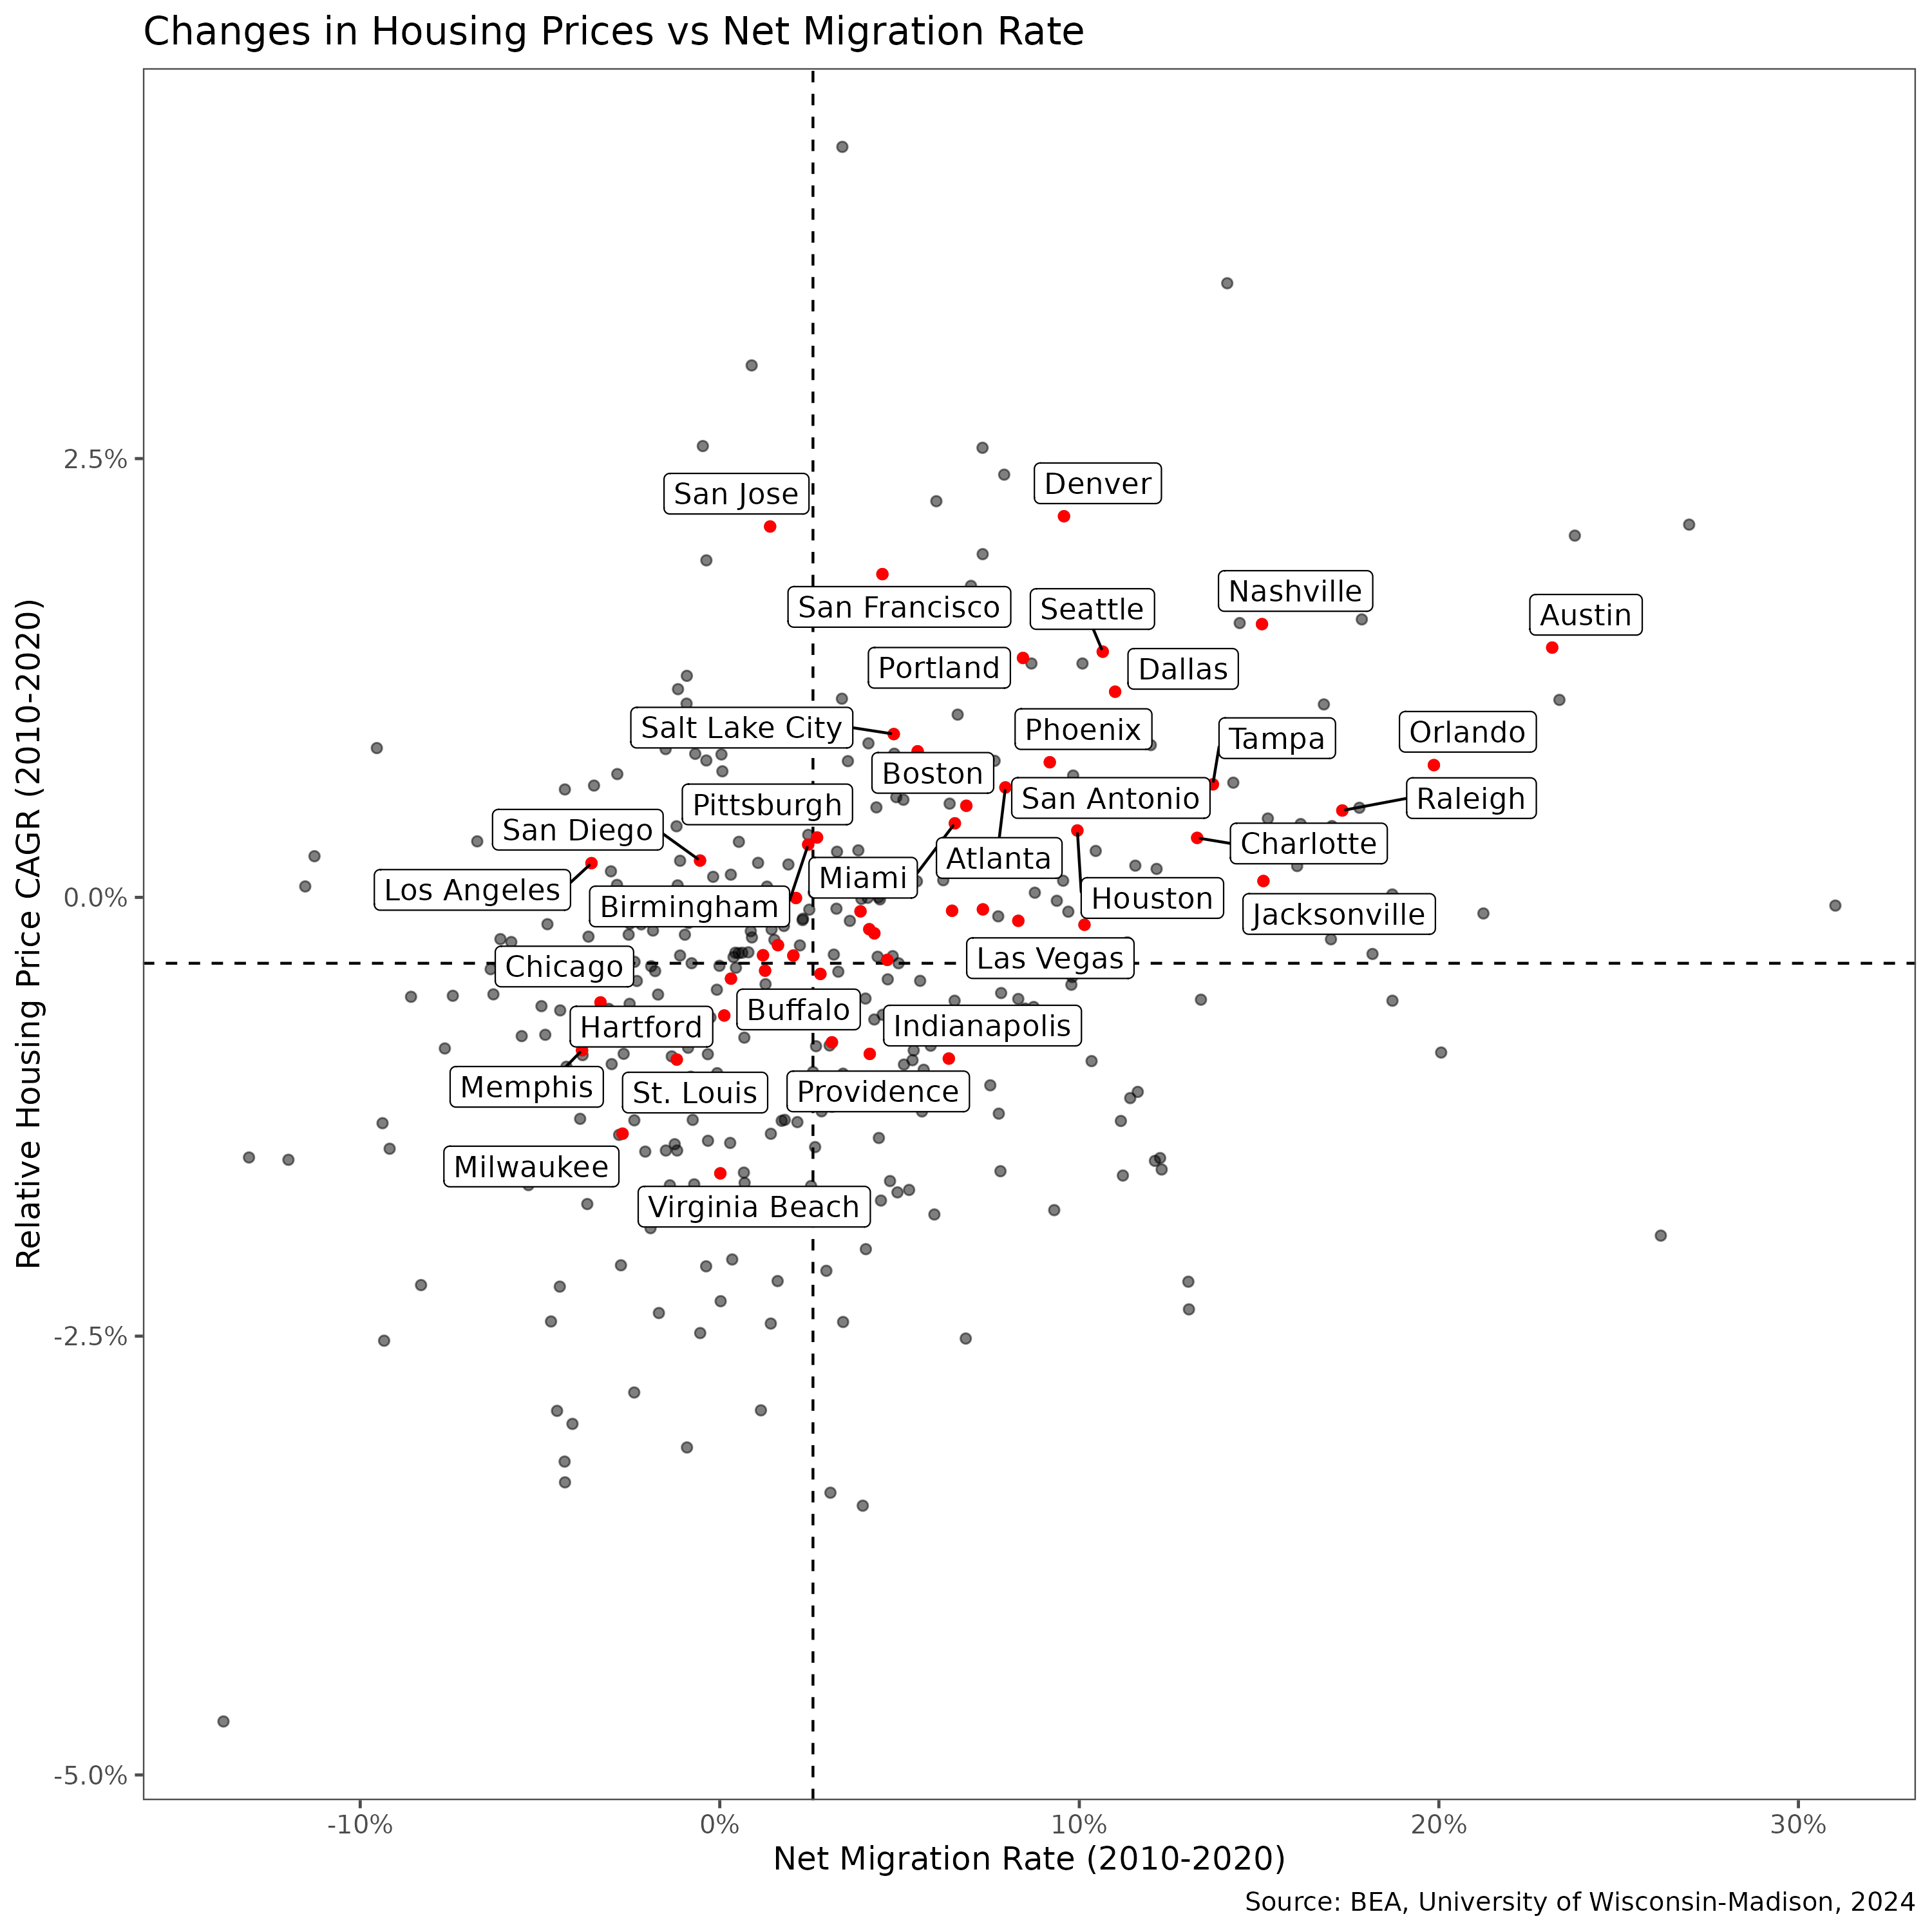 Changes in Housing Prices vs Net Migration Rate
Relative Housing Price CAGR (2010-2020)
2.5%
0.0%
-2.5%
-5.0%
San Jose
Denver
San Francisco
Seattle
Nashville
Austin
Portland
Dallas
Salt Lake City
Phoenix
Tampa
Orlando
Boston
Pittsburgh
San Antonio
Raleigh
San Diego
Charlotte
Los Angeles
Miami
Atlanta
Birmingham
Houston
Jacksonville
Las Vegas
Chicago
Buffalo
Hartford
Indianapolis
Memphis
St. Louis
Providence
Milwaukee
Virginia Beach
-10%
0%
10%
20%
30%
Net Migration Rate (2010-2020)
Source: BEA, University of Wisconsin-Madison, 2024